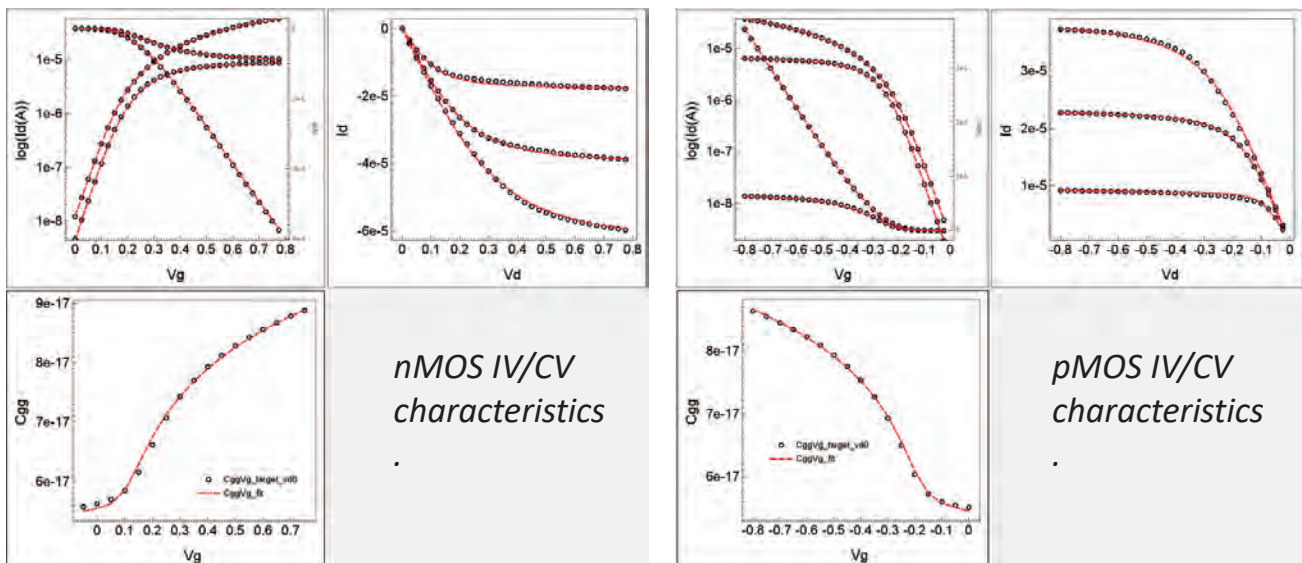 1e-5
1e-6
1e-7
1e-8
log(Id(A))
0 0.1 0.2 0.3 0.4 0.5 0.6 0.7 0.8
Vg
0
-2e-5
-4e-5
-6e-5
Id
0 0.1 0.2 0.3 0.4 0.5 0.6 0.7 0.8
Vd
9e-17
8e-17
7e-17
6e-17
Cgg
CggVg_target_vd0
CggVg_fit
0 0.1 0.2 0.3 0.4 0.5 0.6 0.7
Vg
nMOS IV/CV
characteristics
.
1e-5
1e-6
1e-7
1e-8
log(Id(A))
-0.8 -0.7 -0.6 -0.5 -0.4 -0.3 -0.2 -0.1 0
Vg
3e-5
2e-5
1e-5
Id
-0.8 -0.7 -0.6 -0.5 -0.4 -0.3 -0.2 -0.1 0
Vd
8e-17
7e-17
6e-17
Cgg
CggVg_target_vd0
CggVg_fit
-0.8 -0.7 -0.6 -0.5 -0.4 -0.3 -0.2 -0.1 0
Vg
pMOS IV/CV
characteristics
.